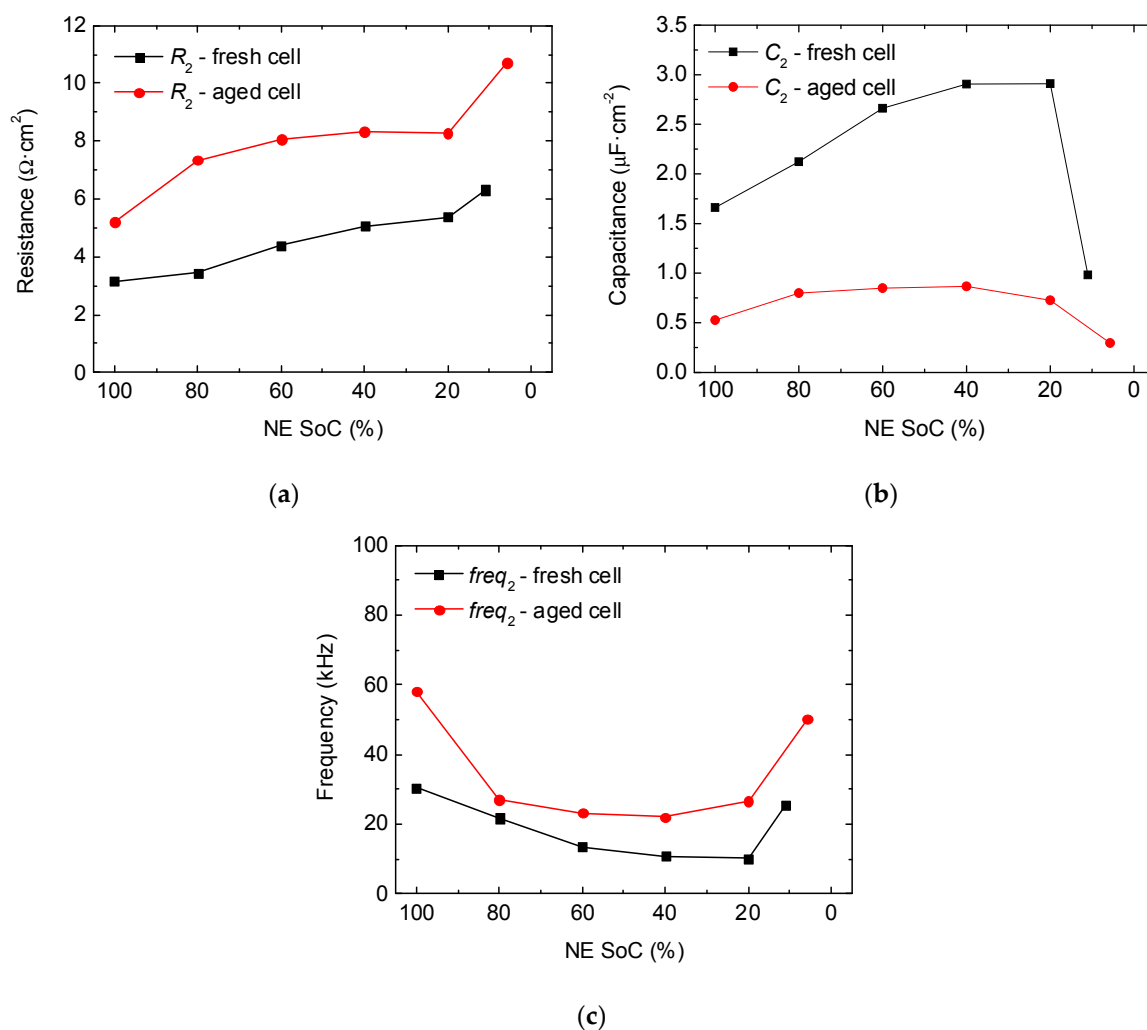 12
10
8
6
4
2
0
Resistance (Ω·cm²)
R₂ - fresh cell
R₂ - aged cell
100 80 60 40 20 0
NE SoC (%)
(a)
3.5
3.0
2.5
2.0
1.5
1.0
0.5
0.0
Capacitance (µF·cm⁻²)
C₂ - fresh cell
C₂ - aged cell
100 80 60 40 20 0
NE SoC (%)
(b)
100
80
60
40
20
0
Frequency (kHz)
freq₂ - fresh cell
freq₂ - aged cell
100 80 60 40 20 0
NE SoC (%)
(c)